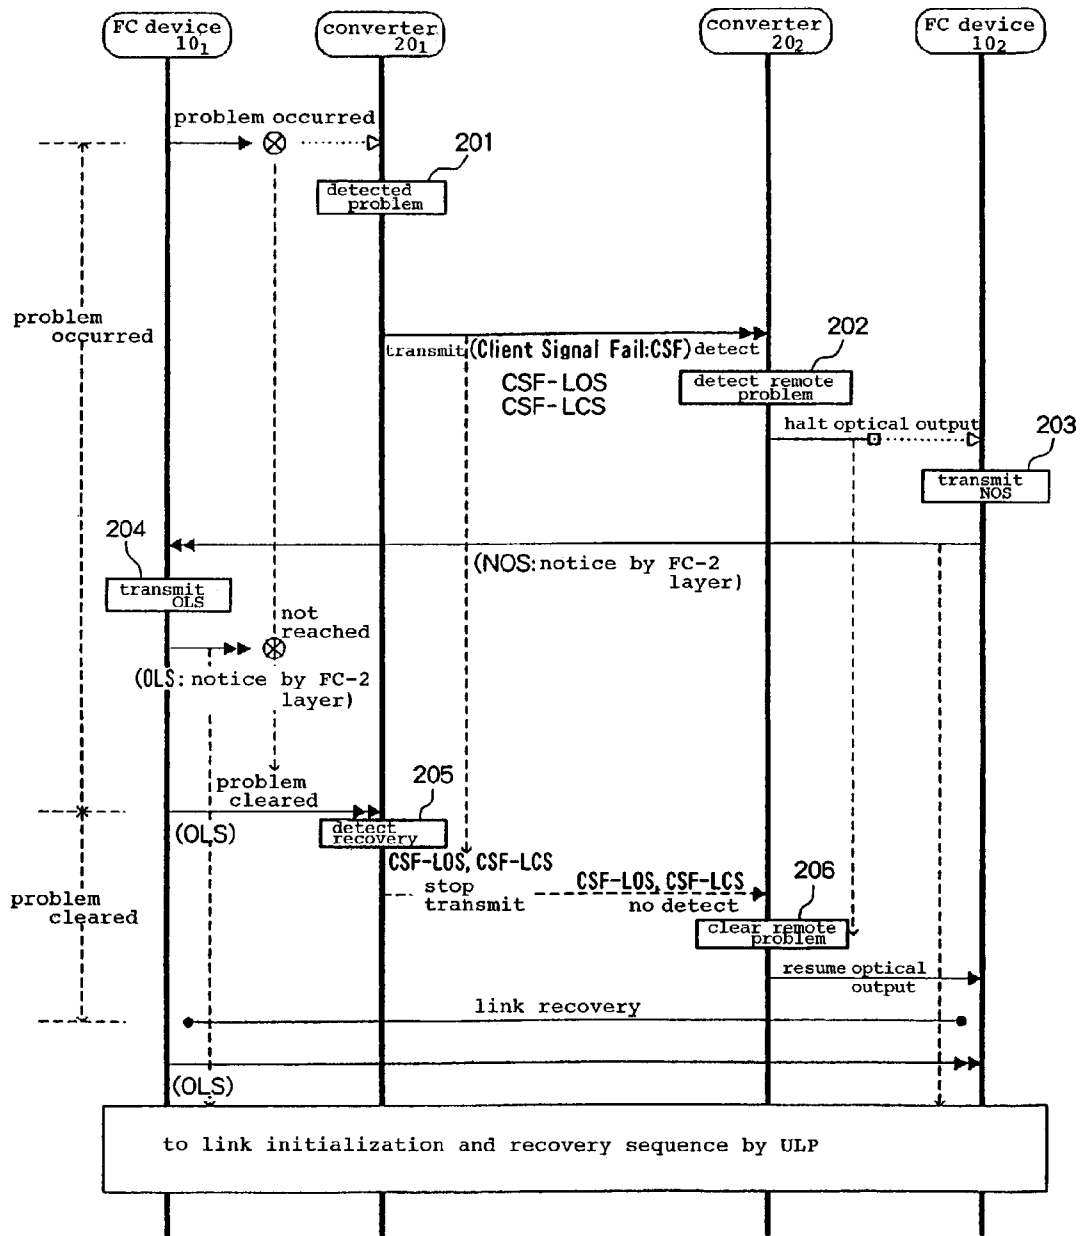 FC device
10₁
converter
20₁
converter
20₂
FC device
10₂
problem occurred
201
detected
problem
problem
occurred
transmit (Client Signal Fail:CSF) detect
CSF-LOS
CSF-LCS
202
detect remote
problem
halt optical output
203
transmit
NOS
204
(NOS: notice by FC-2
layer)
transmit
OLS
not
reached
(OLS: notice by FC-2
layer)
problem
cleared
205
(OLS)
detect
recovery
CSF-LOS, CSF-LCS
stop
transmit
CSF-LOS, CSF-LCS
no detect
206
problem
cleared
clear remote
problem
resume optical
output
link recovery
(OLS)
to link initialization and recovery sequence by ULP